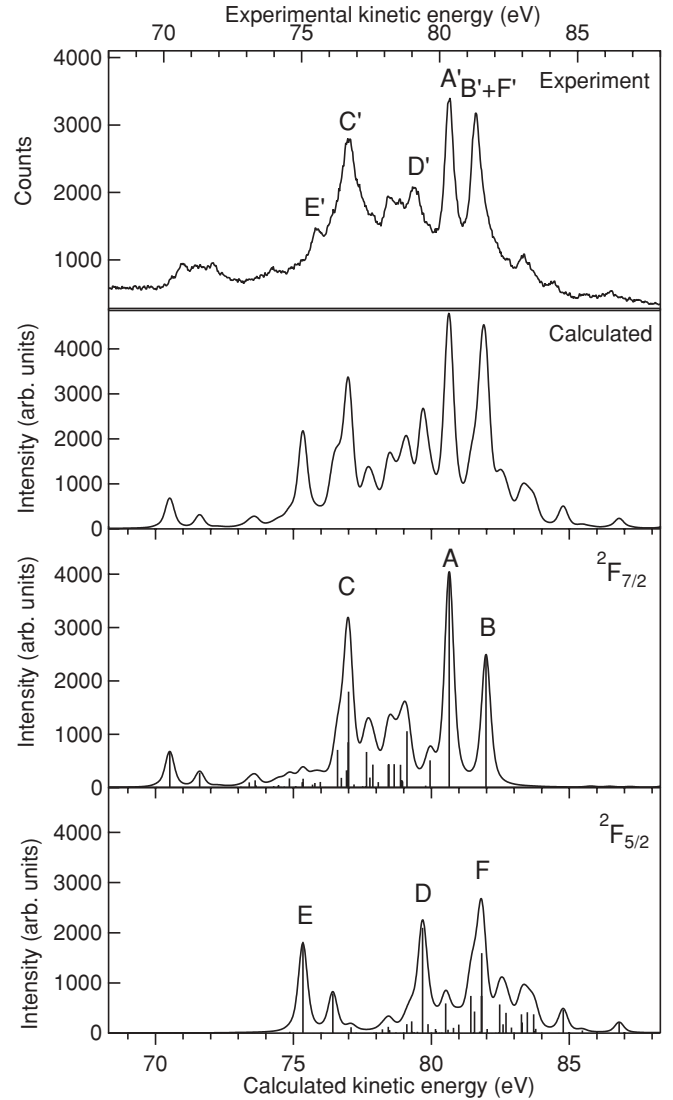 Experimental kinetic energy (eV)
70 75 80 85
4000
3000
2000
1000
Counts
Experiment
A'
B'+F'
C'
D'
E'
Calculated
4000
3000
2000
1000
0
Intensity (arb. units)
²F₇/₂
4000
3000
2000
1000
0
Intensity (arb. units)
A
B
C
²F₅/₂
4000
3000
2000
1000
0
Intensity (arb. units)
E
D
F
70 75 80 85
Calculated kinetic energy (eV)